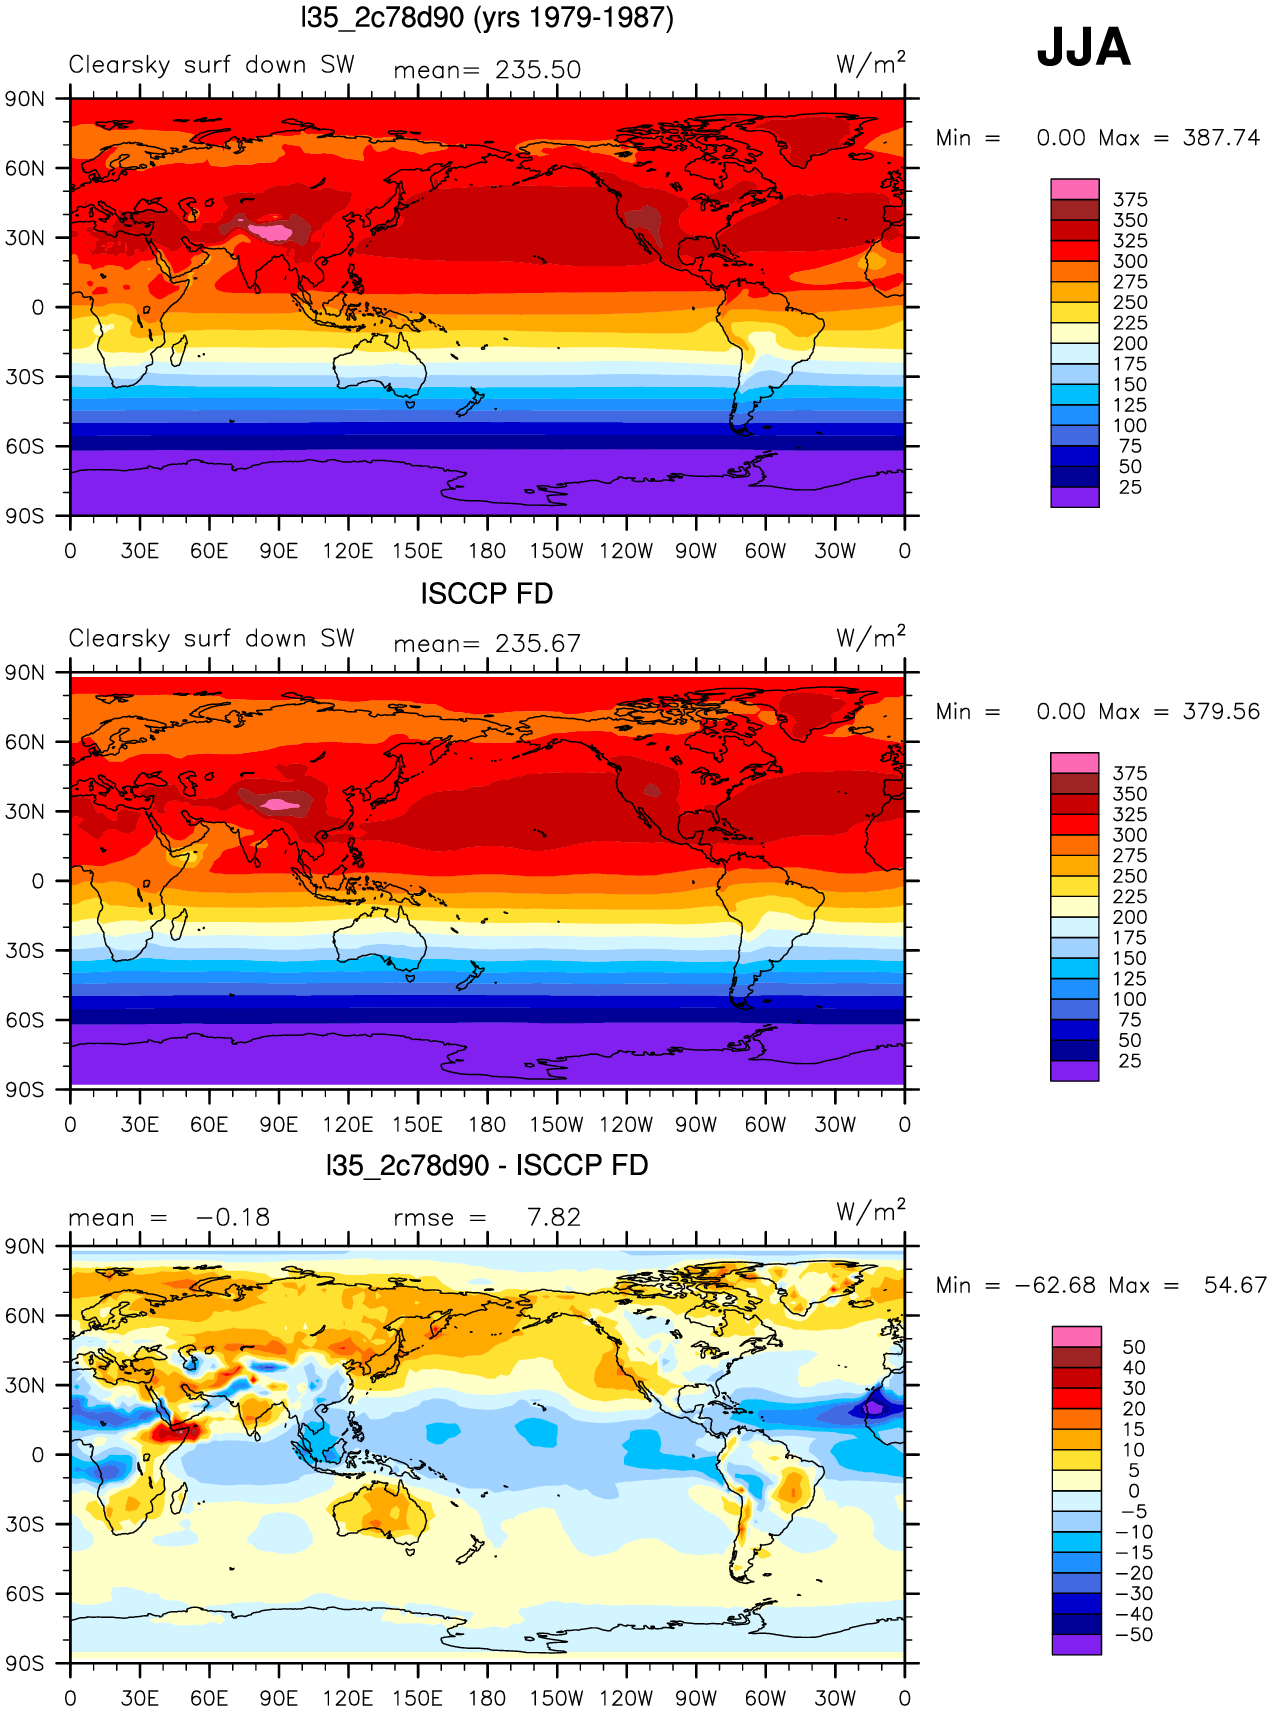 l35_2c78d90 (yrs 1979-1987)
JJA
Clearsky surf down SW mean= 235.50 W/m²
Min = 0.00 Max = 387.74
90N
60N
30N
0
30S
60S
90S
0 30E 60E 90E 120E 150E 180 150W 120W 90W 60W 30W 0
375
350
325
300
275
250
225
200
175
150
125
100
75
50
25
ISCCP FD
Clearsky surf down SW mean= 235.67 W/m²
Min = 0.00 Max = 379.56
90N
60N
30N
0
30S
60S
90S
0 30E 60E 90E 120E 150E 180 150W 120W 90W 60W 30W 0
375
350
325
300
275
250
225
200
175
150
125
100
75
50
25
l35_2c78d90 - ISCCP FD
mean = −0.18 rmse = 7.82 W/m²
Min = −62.68 Max = 54.67
90N
60N
30N
0
30S
60S
90S
0 30E 60E 90E 120E 150E 180 150W 120W 90W 60W 30W 0
50
40
30
20
15
10
5
0
−5
−10
−15
−20
−30
−40
−50